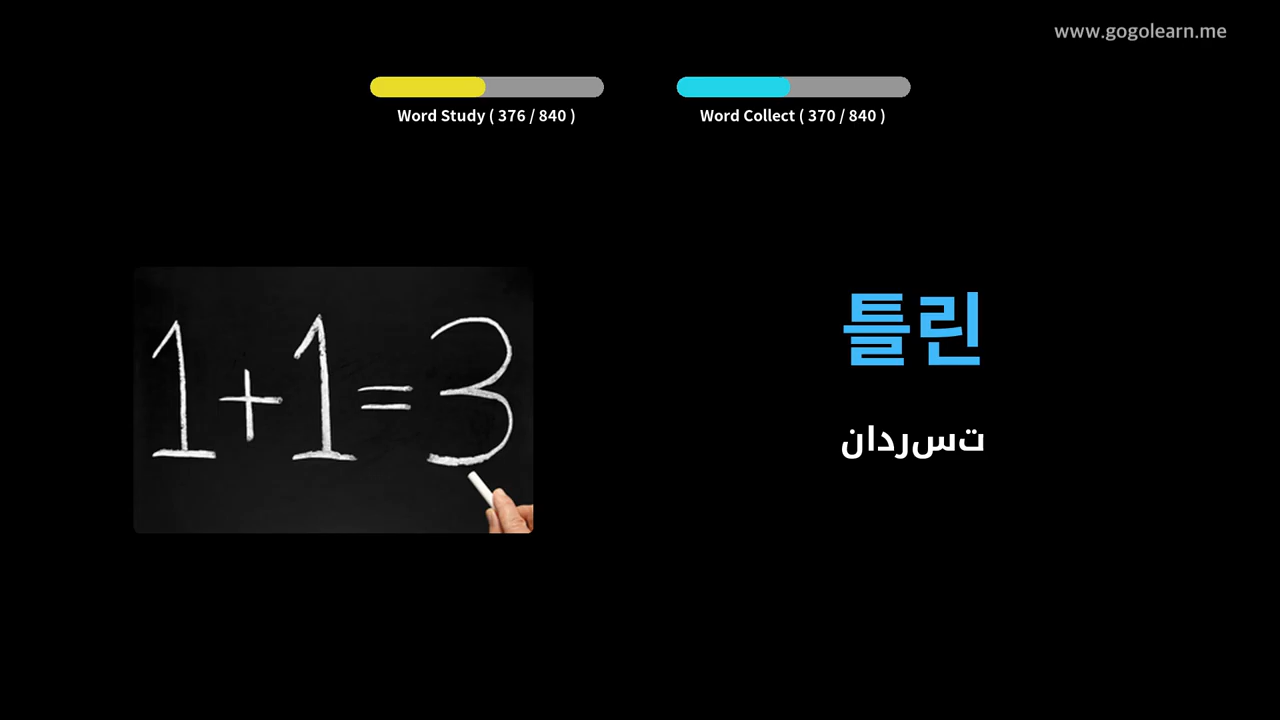 www.gogolearn.me
Word Study ( 376 / 840 )
Word Collect ( 370 / 840 )
1+1=3
틀린
تسردان